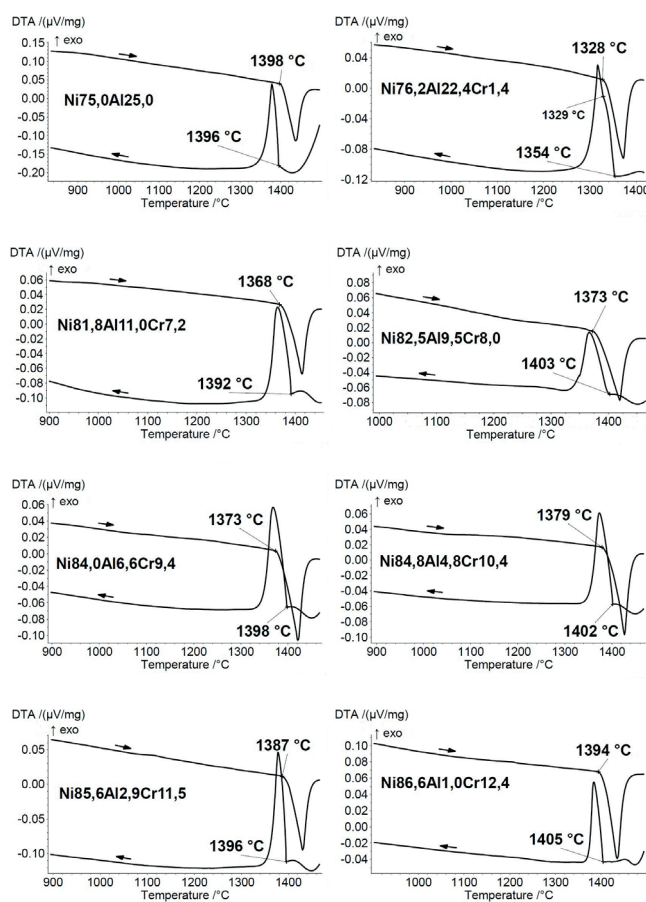 DTA /(µV/mg)
↑ exo
0.15
0.10
0.05
0.00
-0.05
-0.10
-0.15
-0.20
1398 °C
Ni75,0Al25,0
1396 °C
900 1000 1100 1200 1300 1400
Temperature /°C
DTA /(µV/mg)
↑ exo
0.04
0.00
-0.04
-0.08
-0.12
1328 °C
Ni76,2Al22,4Cr1,4
1329 °C
1354 °C
900 1000 1100 1200 1300 1400
Temperature /°C
DTA /(µV/mg)
↑ exo
0.06
0.04
0.02
0.00
-0.02
-0.04
-0.06
-0.08
-0.10
1368 °C
Ni81,8Al11,0Cr7,2
1392 °C
900 1000 1100 1200 1300 1400
Temperature /°C
DTA /(µV/mg)
↑ exo
0.08
0.06
0.04
0.02
0.00
-0.02
-0.04
-0.06
-0.08
1373 °C
Ni82,5Al9,5Cr8,0
1403 °C
1000 1100 1200 1300 1400
Temperature /°C
DTA /(µV/mg)
↑ exo
0.06
0.04
0.02
0.00
-0.02
-0.04
-0.06
-0.08
-0.10
1373 °C
Ni84,0Al6,6Cr9,4
1398 °C
900 1000 1100 1200 1300 1400
Temperature /°C
DTA /(µV/mg)
↑ exo
0.06
0.04
0.02
0.00
-0.02
-0.04
-0.06
-0.08
-0.10
1379 °C
Ni84,8Al4,8Cr10,4
1402 °C
900 1000 1100 1200 1300 1400
Temperature /°C
DTA /(µV/mg)
↑ exo
0.05
0.00
-0.10
1387 °C
Ni85,6Al2,9Cr11,5
1396 °C
900 1000 1100 1200 1300 1400
Temperature /°C
DTA /(µV/mg)
↑ exo
0.10
0.08
0.06
0.04
0.02
0.00
-0.02
-0.04
1394 °C
Ni86,6Al1,0Cr12,4
1405 °C
1000 1100 1200 1300 1400
Temperature /°C